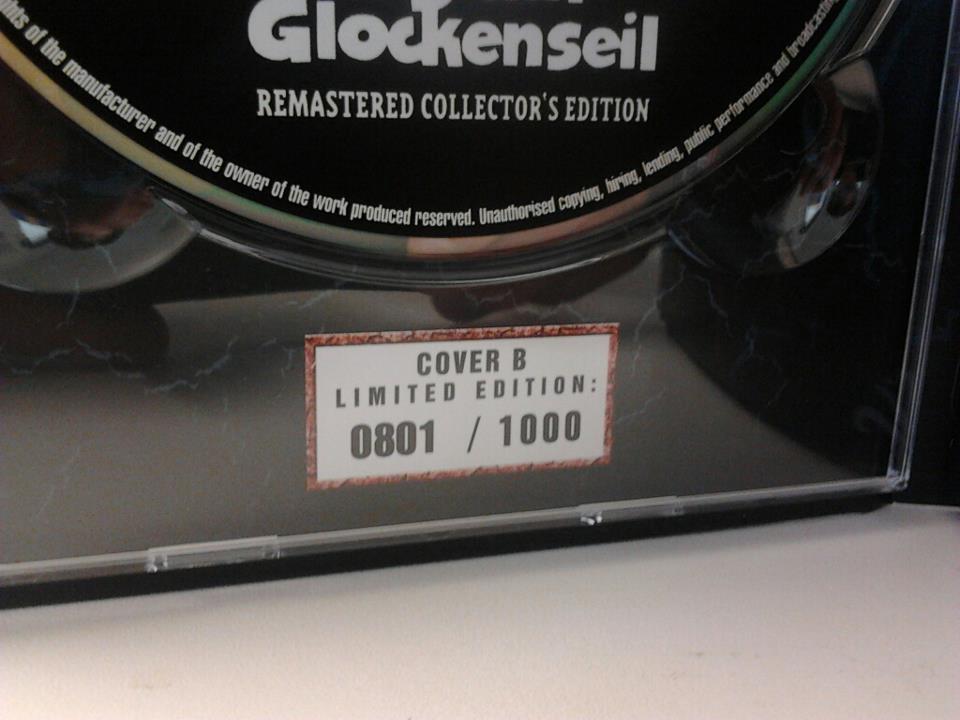 Glockenseil
REMASTERED COLLECTOR'S EDITION
of the manufacturer and of the owner of the work produced reserved. Unauthorised copying, hiring, lending, public performance and broadcasting
COVER B
LIMITED EDITION:
0801 / 1000